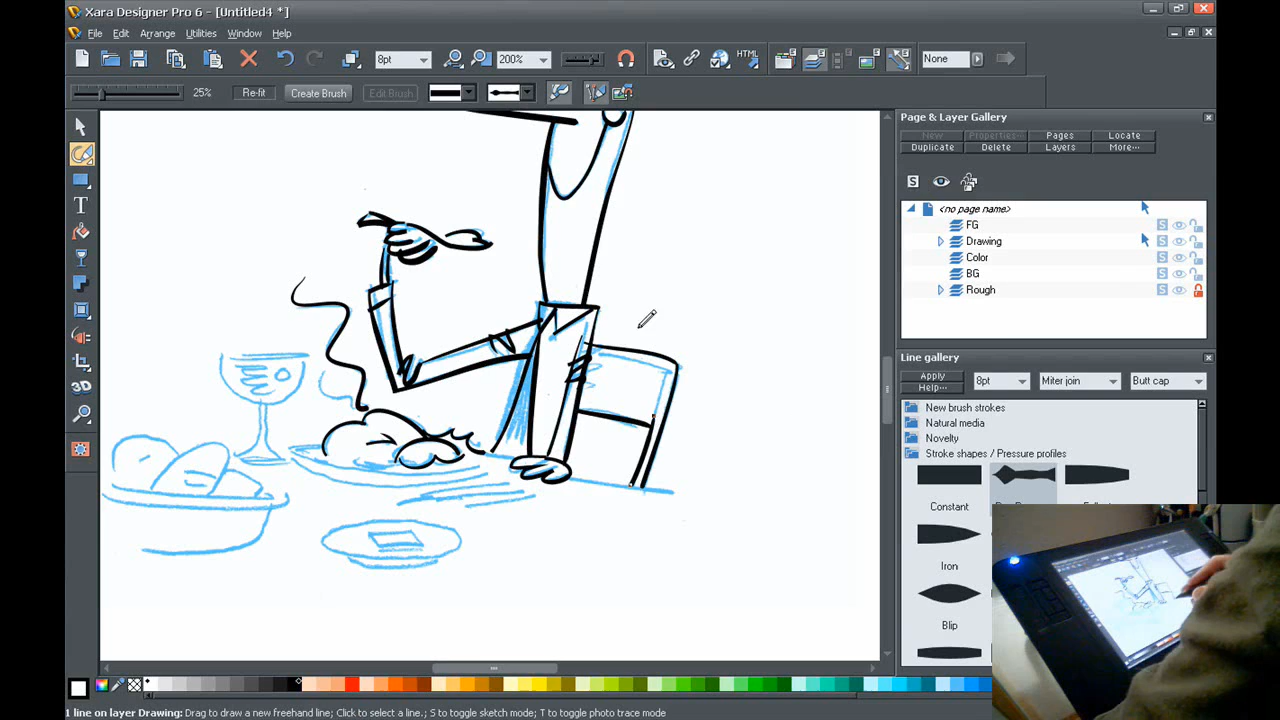 Xara Designer Pro 6 - [Untitled4 *]
File Edit Arrange Utilities Window Help
8pt 200% HTML None
25% Re-fit Create Brush Edit Brush
Page & Layer Gallery
New Properties... Pages Locate
Duplicate Delete Layers More...
<no page name>
FG
Drawing
Color
BG
Rough
Line gallery
Apply 8pt Miter join Butt cap
Help...
New brush strokes
Natural media
Novelty
Stroke shapes / Pressure profiles
Constant
Iron
Blip
3D
1 line on layer Drawing: Drag to draw a new freehand line; Click to select a line.; S to toggle sketch mode; T to toggle photo trace mode